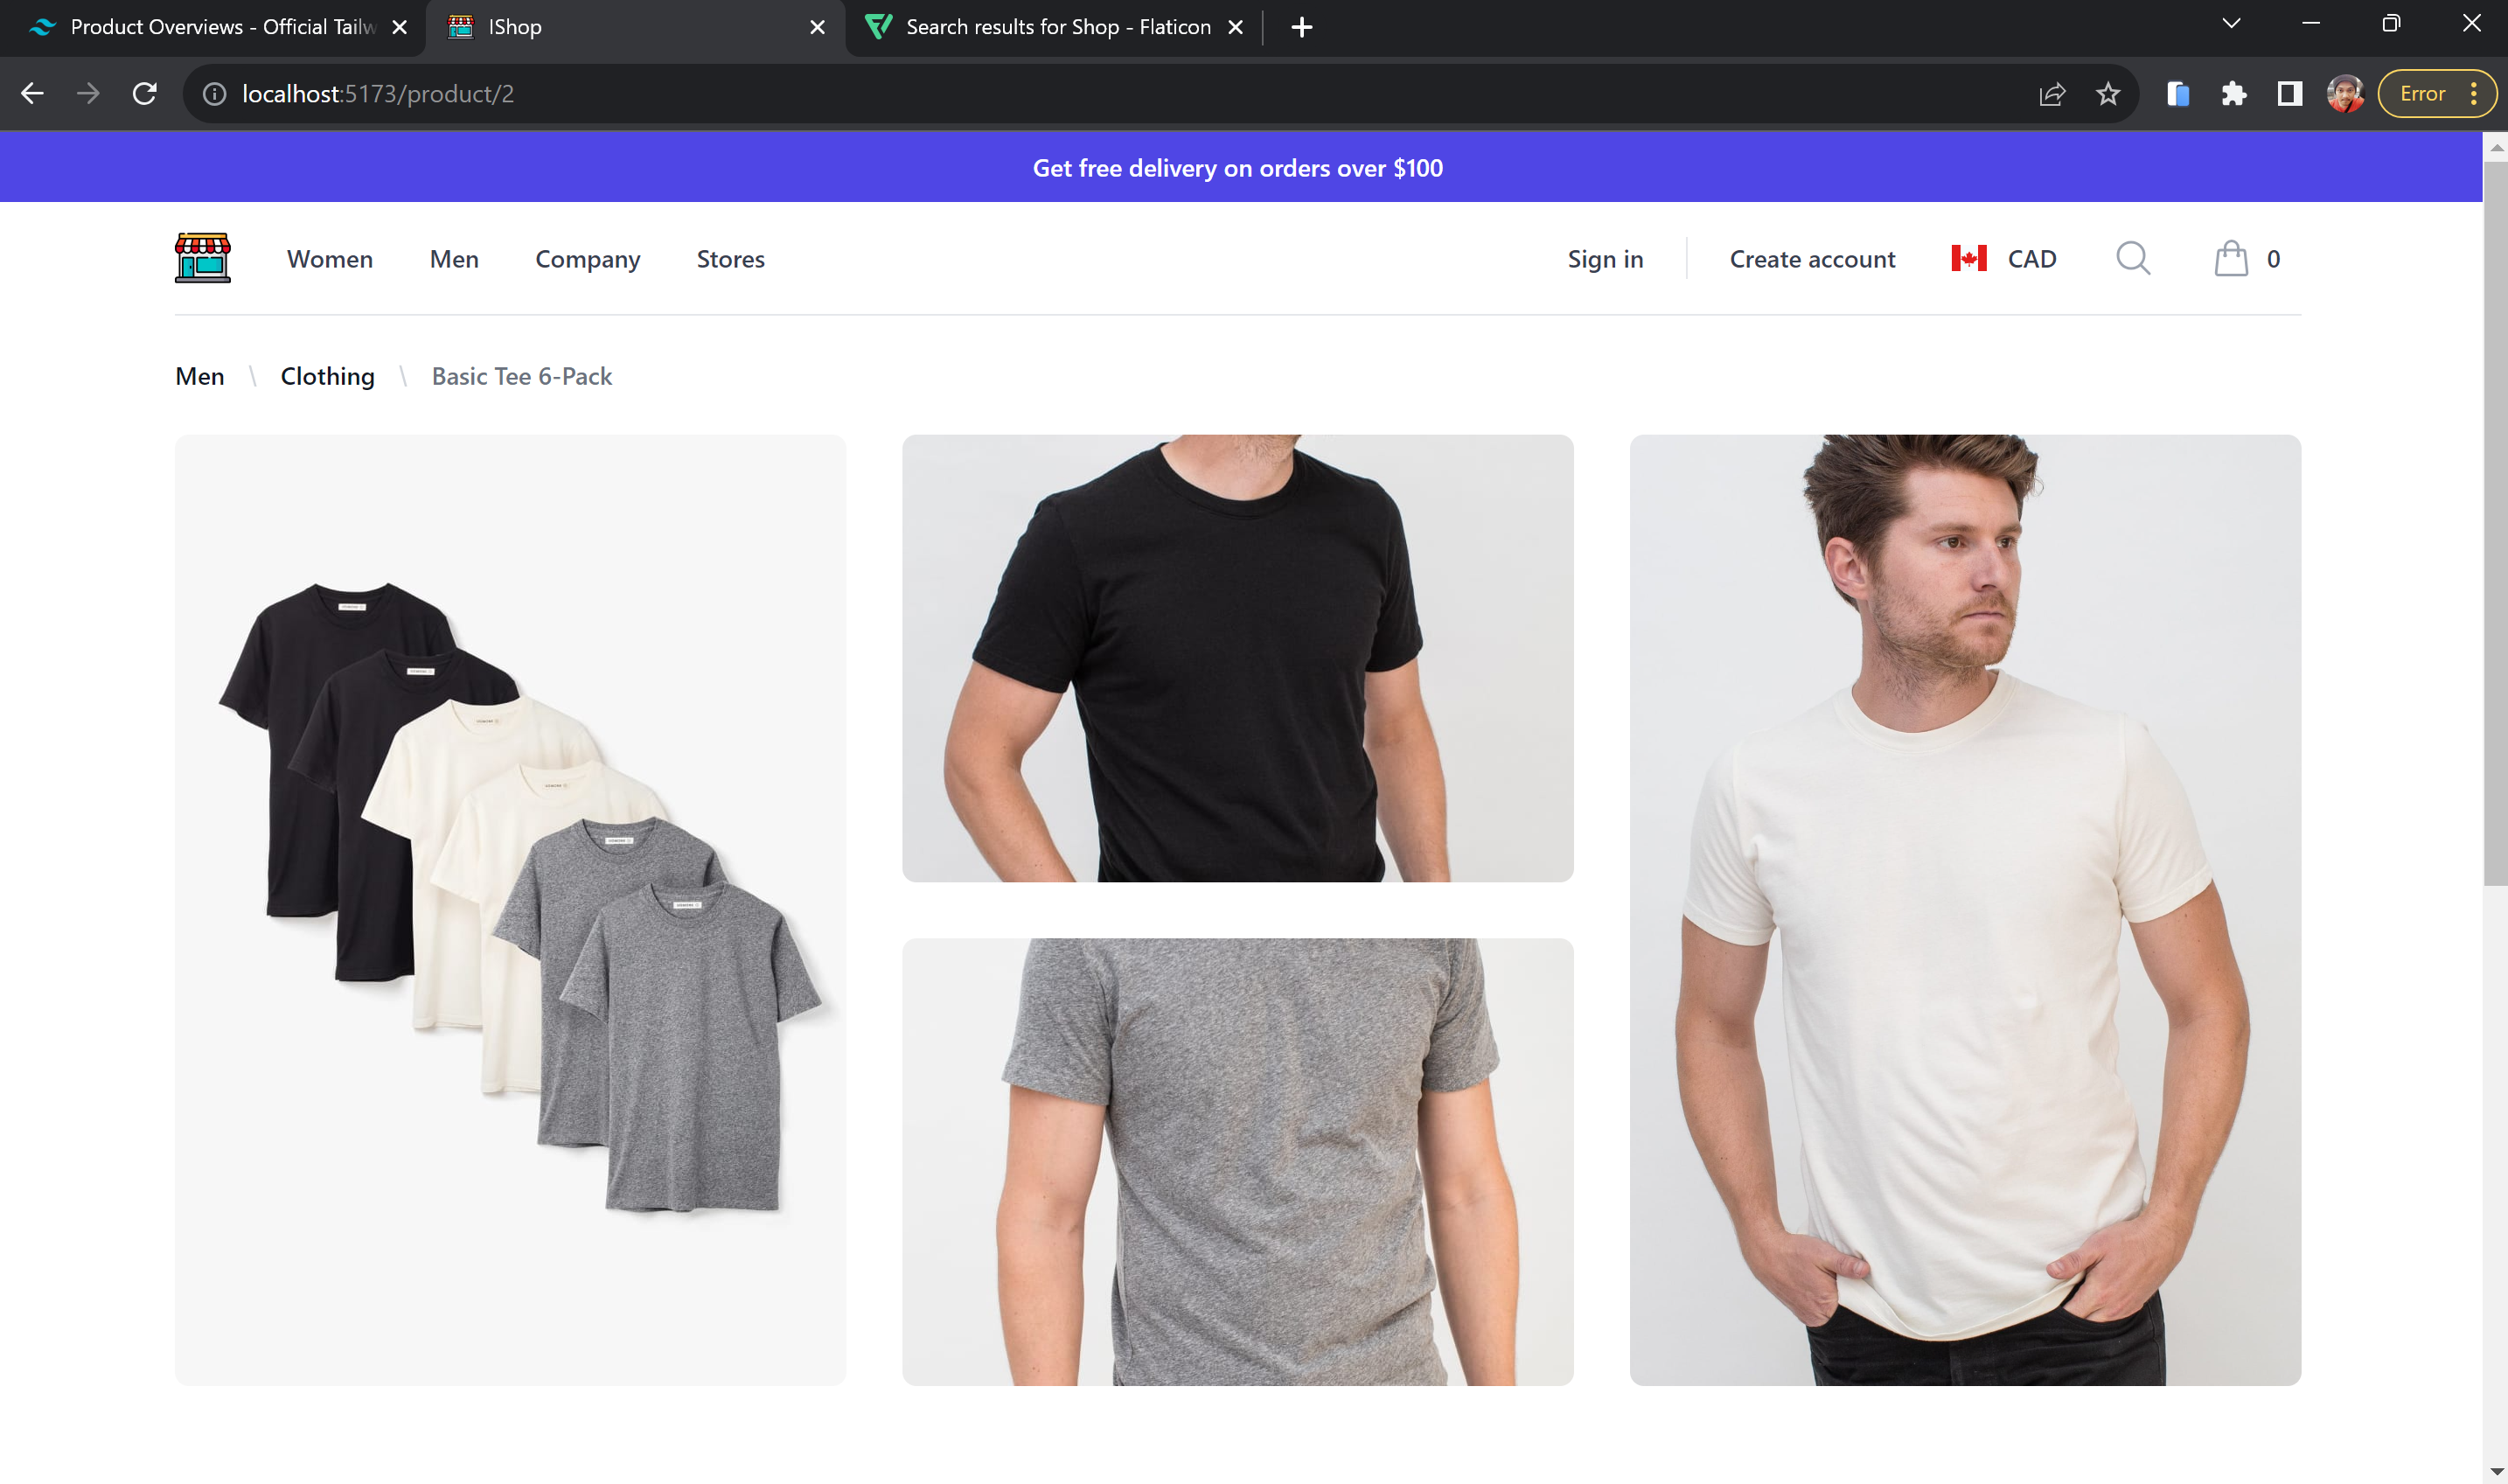 Product Overviews - Official Tailw
IShop
Search results for Shop - Flaticon
localhost:5173/product/2
Error
Get free delivery on orders over $100
Women
Men
Company
Stores
Sign in
Create account
CAD
0
Men \ Clothing \ Basic Tee 6-Pack